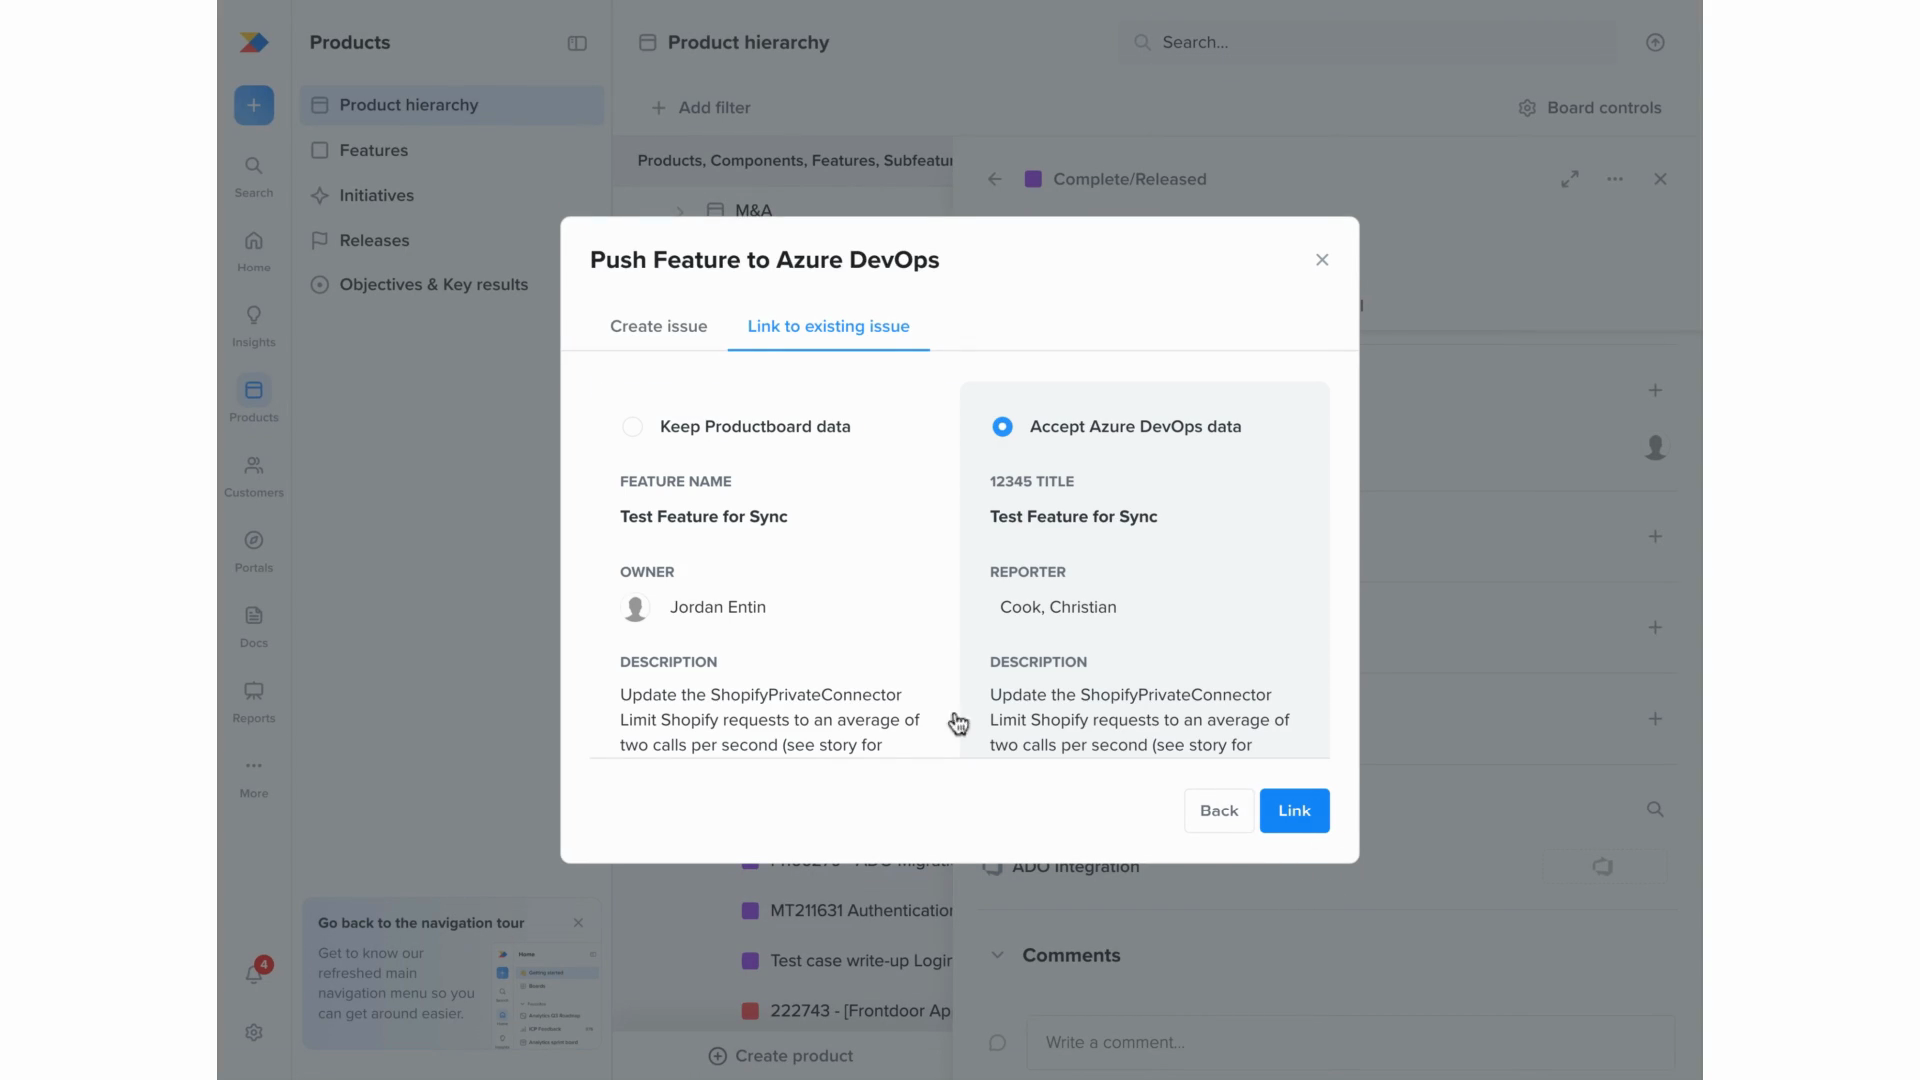 Products
Product hierarchy
Search...
Product hierarchy
Add filter
Board controls
Features
Products, Components, Features, Subfeatur
Search
Complete/Released
Initiatives
M&A
Releases
Home
Objectives & Key results
Insights
Products
Customers
Portals
Docs
Reports
More
4
Push Feature to Azure DevOps
Create issue
Link to existing issue
Keep Productboard data
Accept Azure DevOps data
FEATURE NAME
12345 TITLE
Test Feature for Sync
Test Feature for Sync
OWNER
REPORTER
Jordan Entin
Cook, Christian
DESCRIPTION
DESCRIPTION
Update the ShopifyPrivateConnector
Limit Shopify requests to an average of
two calls per second (see story for
Update the ShopifyPrivateConnector
Limit Shopify requests to an average of
two calls per second (see story for
Back
Link
ADO Integration
MT211631 Authentication
Test case write-up Login
222743 - [Frontdoor Ap
Create product
Comments
Write a comment...
Go back to the navigation tour
Get to know our
refreshed main
navigation menu so you
can get around easier.
Home
Getting started
Boards